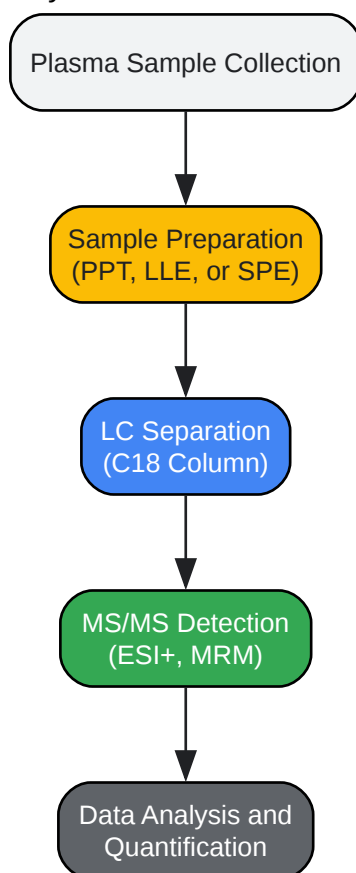 Plasma Sample Collection
Sample Preparation
(PPT, LLE, or SPE)
LC Separation
(C18 Column)
MS/MS Detection
(ESI+, MRM)
Data Analysis and
Quantification